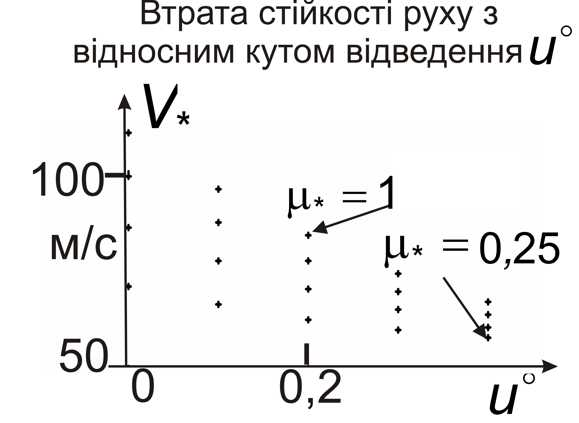 Втрата стійкості руху з
відносним кутом відведення u°
V*
100
м/с
μ* = 1
μ* = 0,25
50
0
0,2
u°